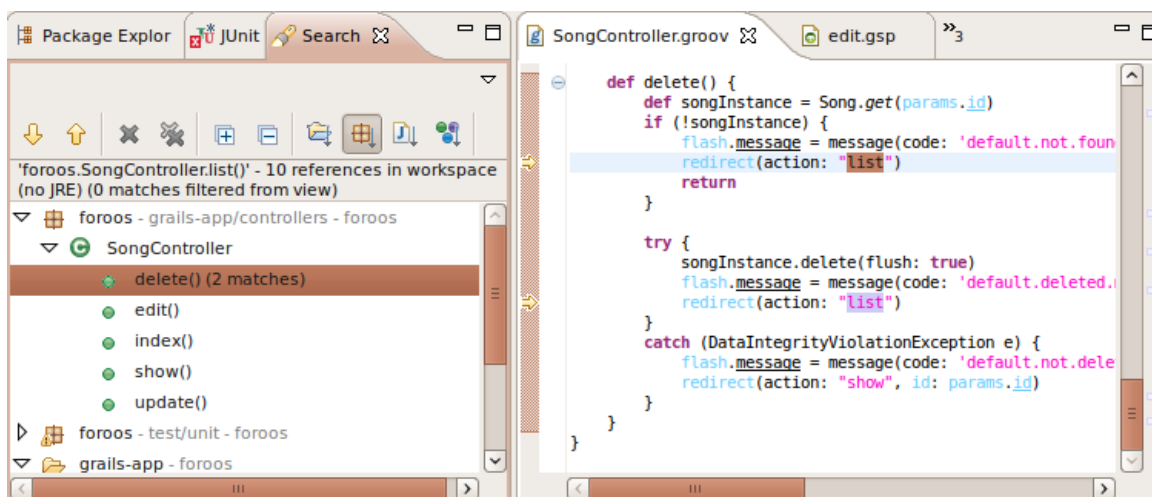 Package Explor JUnit Search
'foroos.SongController.list()' - 10 references in workspace
(no JRE) (0 matches filtered from view)
foroos - grails-app/controllers - foroos
SongController
delete() (2 matches)
edit()
index()
show()
update()
foroos - test/unit - foroos
grails-app - foroos
SongController.groov edit.gsp »3
def delete() {
def songInstance = Song.get(params.id)
if (!songInstance) {
flash.message = message(code: 'default.not.foun
redirect(action: "list")
return
}
try {
songInstance.delete(flush: true)
flash.message = message(code: 'default.deleted.
redirect(action: "list")
}
catch (DataIntegrityViolationException e) {
flash.message = message(code: 'default.not.dele
redirect(action: "show", id: params.id)
}
}
}